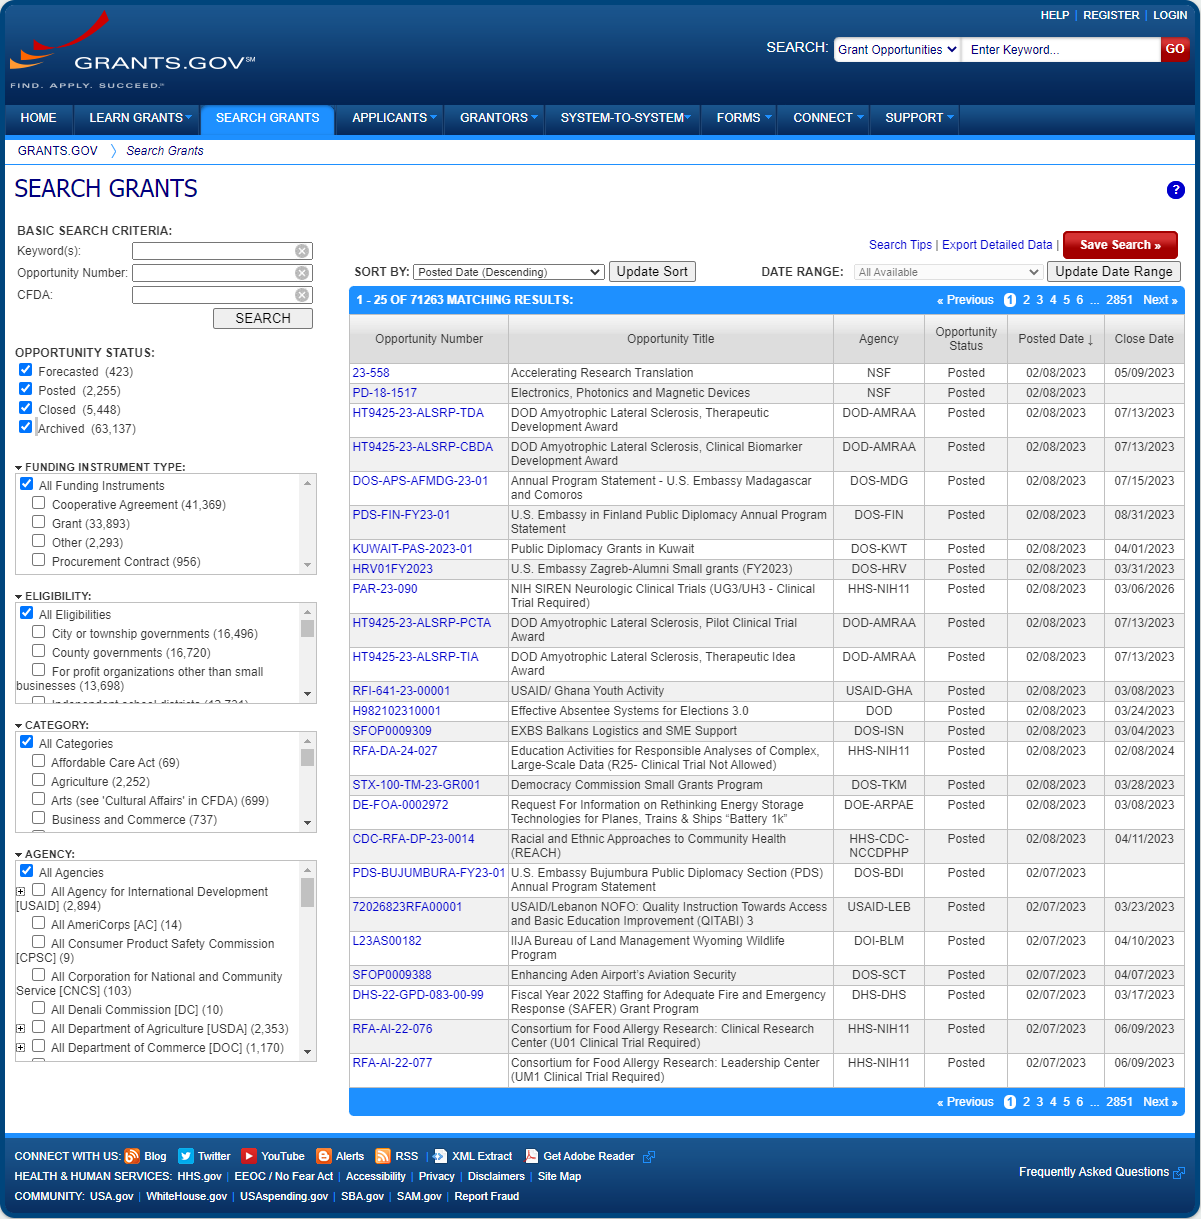 HELP | REGISTER | LOGIN
SEARCH: Grant Opportunities Enter Keyword... GO
GRANTS.GOV℠
FIND. APPLY. SUCCEED.℠
HOME LEARN GRANTS SEARCH GRANTS APPLICANTS GRANTORS SYSTEM-TO-SYSTEM FORMS CONNECT SUPPORT
GRANTS.GOV 〉 Search Grants
SEARCH GRANTS
?
BASIC SEARCH CRITERIA:
Keyword(s):
Opportunity Number:
CFDA:
SEARCH
OPPORTUNITY STATUS:
Forecasted (423)
Posted (2,255)
Closed (5,448)
Archived (63,137)
FUNDING INSTRUMENT TYPE:
All Funding Instruments
Cooperative Agreement (41,369)
Grant (33,893)
Other (2,293)
Procurement Contract (956)
ELIGIBILITY:
All Eligibilities
City or township governments (16,496)
County governments (16,720)
For profit organizations other than small
businesses (13,698)
Independent school districts (12,721)
CATEGORY:
All Categories
Affordable Care Act (69)
Agriculture (2,252)
Arts (see 'Cultural Affairs' in CFDA) (699)
Business and Commerce (737)
AGENCY:
All Agencies
All Agency for International Development
[USAID] (2,894)
All AmeriCorps [AC] (14)
All Consumer Product Safety Commission
[CPSC] (9)
All Corporation for National and Community
Service [CNCS] (103)
All Denali Commission [DC] (10)
All Department of Agriculture [USDA] (2,353)
All Department of Commerce [DOC] (1,170)
Search Tips | Export Detailed Data | Save Search »
SORT BY: Posted Date (Descending) Update Sort DATE RANGE: All Available Update Date Range
1 - 25 OF 71263 MATCHING RESULTS: « Previous 1 2 3 4 5 6 ... 2851 Next »
Opportunity Number Opportunity Title Agency Opportunity Status Posted Date ↓ Close Date
23-558 Accelerating Research Translation NSF Posted 02/08/2023 05/09/2023
PD-18-1517 Electronics, Photonics and Magnetic Devices NSF Posted 02/08/2023
HT9425-23-ALSRP-TDA DOD Amyotrophic Lateral Sclerosis, Therapeutic DOD-AMRAA Posted 02/08/2023 07/13/2023
Development Award
HT9425-23-ALSRP-CBDA DOD Amyotrophic Lateral Sclerosis, Clinical Biomarker DOD-AMRAA Posted 02/08/2023 07/13/2023
Development Award
DOS-APS-AFMDG-23-01 Annual Program Statement - U.S. Embassy Madagascar DOS-MDG Posted 02/08/2023 07/15/2023
and Comoros
PDS-FIN-FY23-01 U.S. Embassy in Finland Public Diplomacy Annual Program DOS-FIN Posted 02/08/2023 08/31/2023
Statement
KUWAIT-PAS-2023-01 Public Diplomacy Grants in Kuwait DOS-KWT Posted 02/08/2023 04/01/2023
HRV01FY2023 U.S. Embassy Zagreb-Alumni Small grants (FY2023) DOS-HRV Posted 02/08/2023 03/31/2023
PAR-23-090 NIH SIREN Neurologic Clinical Trials (UG3/UH3 - Clinical HHS-NIH11 Posted 02/08/2023 03/06/2026
Trial Required)
HT9425-23-ALSRP-PCTA DOD Amyotrophic Lateral Sclerosis, Pilot Clinical Trial DOD-AMRAA Posted 02/08/2023 07/13/2023
Award
HT9425-23-ALSRP-TIA DOD Amyotrophic Lateral Sclerosis, Therapeutic Idea DOD-AMRAA Posted 02/08/2023 07/13/2023
Award
RFI-641-23-00001 USAID/ Ghana Youth Activity USAID-GHA Posted 02/08/2023 03/08/2023
H982102310001 Effective Absentee Systems for Elections 3.0 DOD Posted 02/08/2023 03/24/2023
SFOP0009309 EXBS Balkans Logistics and SME Support DOS-ISN Posted 02/08/2023 03/04/2023
RFA-DA-24-027 Education Activities for Responsible Analyses of Complex, HHS-NIH11 Posted 02/08/2023 02/08/2024
Large-Scale Data (R25- Clinical Trial Not Allowed)
STX-100-TM-23-GR001 Democracy Commission Small Grants Program DOS-TKM Posted 02/08/2023 03/28/2023
DE-FOA-0002972 Request For Information on Rethinking Energy Storage DOE-ARPAE Posted 02/08/2023 03/08/2023
Technologies for Planes, Trains & Ships “Battery 1k”
CDC-RFA-DP-23-0014 Racial and Ethnic Approaches to Community Health HHS-CDC- Posted 02/08/2023 04/11/2023
(REACH) NCCDPHP
PDS-BUJUMBURA-FY23-01 U.S. Embassy Bujumbura Public Diplomacy Section (PDS) DOS-BDI Posted 02/07/2023
Annual Program Statement
72026823RFA00001 USAID/Lebanon NOFO: Quality Instruction Towards Access USAID-LEB Posted 02/07/2023 03/23/2023
and Basic Education Improvement (QITABI) 3
L23AS00182 IIJA Bureau of Land Management Wyoming Wildlife DOI-BLM Posted 02/07/2023 04/10/2023
Program
SFOP0009388 Enhancing Aden Airport’s Aviation Security DOS-SCT Posted 02/07/2023 04/07/2023
DHS-22-GPD-083-00-99 Fiscal Year 2022 Staffing for Adequate Fire and Emergency DHS-DHS Posted 02/07/2023 03/17/2023
Response (SAFER) Grant Program
RFA-AI-22-076 Consortium for Food Allergy Research: Clinical Research HHS-NIH11 Posted 02/07/2023 06/09/2023
Center (U01 Clinical Trial Required)
RFA-AI-22-077 Consortium for Food Allergy Research: Leadership Center HHS-NIH11 Posted 02/07/2023 06/09/2023
(UM1 Clinical Trial Required)
« Previous 1 2 3 4 5 6 ... 2851 Next »
CONNECT WITH US: Blog Twitter YouTube Alerts RSS | XML Extract Get Adobe Reader
HEALTH & HUMAN SERVICES: HHS.gov | EEOC / No Fear Act | Accessibility | Privacy | Disclaimers | Site Map
COMMUNITY: USA.gov | WhiteHouse.gov | USAspending.gov | SBA.gov | SAM.gov | Report Fraud
Frequently Asked Questions